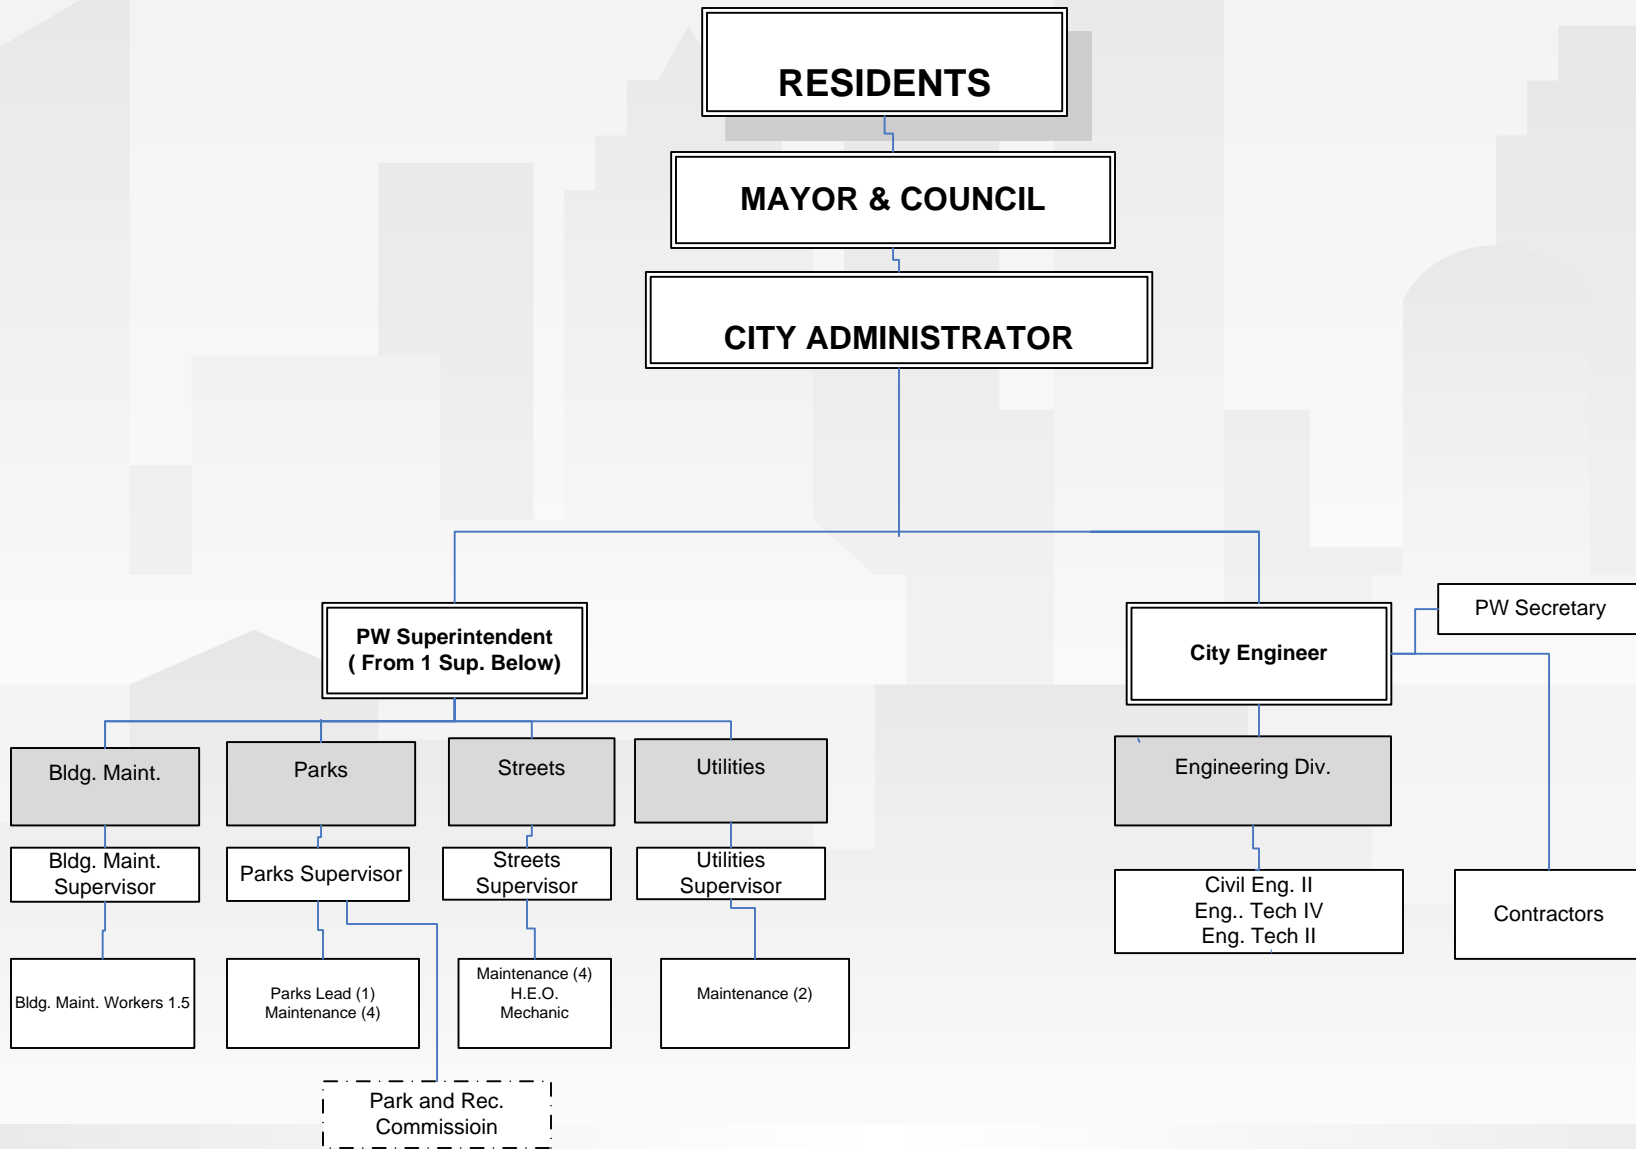 RESIDENTS
MAYOR & COUNCIL
CITY ADMINISTRATOR
PW Superintendent
( From 1 Sup. Below)
City Engineer
PW Secretary
Bldg. Maint.
Parks
Streets
Utilities
Engineering Div.
Bldg. Maint.
Supervisor
Parks Supervisor
Streets
Supervisor
Utilities
Supervisor
Civil Eng. II
Eng.. Tech IV
Eng. Tech II
Contractors
Bldg. Maint. Workers 1.5
Parks Lead (1)
Maintenance (4)
Maintenance (4)
H.E.O.
Mechanic
Maintenance (2)
Park and Rec.
Commissioin